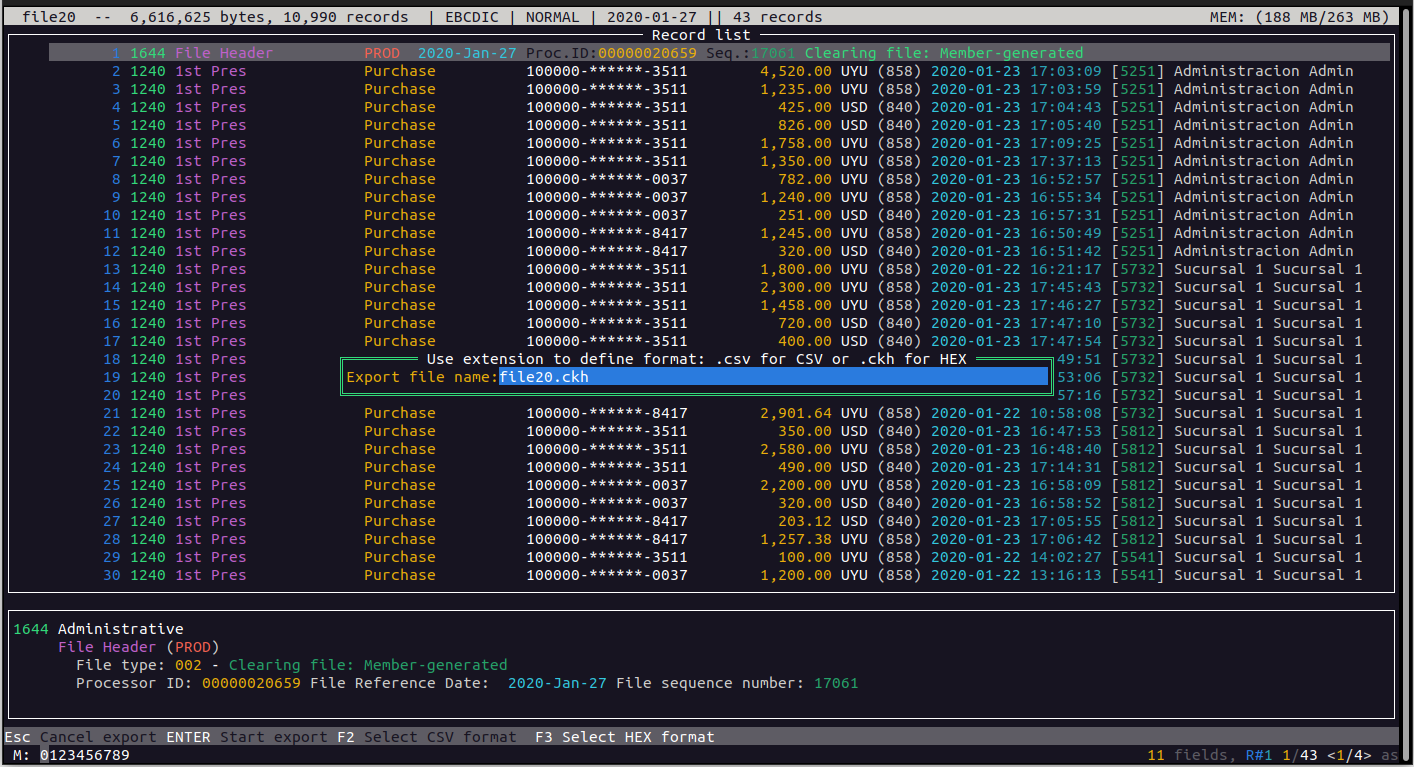 file20  --  6,616,625 bytes, 10,990 records  | EBCDIC | NORMAL | 2020-01-27 || 43 records MEM: (188 MB/263 MB)
Record list
1 1644 File Header PROD 2020-Jan-27 Proc.ID:00000020659 Seq.:17061 Clearing file: Member-generated
2 1240 1st Pres Purchase 100000-******-3511 4,520.00 UYU (858) 2020-01-23 17:03:09 [5251] Administracion Admin
3 1240 1st Pres Purchase 100000-******-3511 1,235.00 UYU (858) 2020-01-23 17:03:59 [5251] Administracion Admin
4 1240 1st Pres Purchase 100000-******-3511 425.00 USD (840) 2020-01-23 17:04:43 [5251] Administracion Admin
5 1240 1st Pres Purchase 100000-******-3511 826.00 USD (840) 2020-01-23 17:05:40 [5251] Administracion Admin
6 1240 1st Pres Purchase 100000-******-3511 1,758.00 UYU (858) 2020-01-23 17:09:25 [5251] Administracion Admin
7 1240 1st Pres Purchase 100000-******-3511 1,350.00 UYU (858) 2020-01-23 17:37:13 [5251] Administracion Admin
8 1240 1st Pres Purchase 100000-******-0037 782.00 UYU (858) 2020-01-23 16:52:57 [5251] Administracion Admin
9 1240 1st Pres Purchase 100000-******-0037 1,240.00 UYU (858) 2020-01-23 16:55:34 [5251] Administracion Admin
10 1240 1st Pres Purchase 100000-******-0037 251.00 USD (840) 2020-01-23 16:57:31 [5251] Administracion Admin
11 1240 1st Pres Purchase 100000-******-8417 1,245.00 UYU (858) 2020-01-23 16:50:49 [5251] Administracion Admin
12 1240 1st Pres Purchase 100000-******-8417 320.00 USD (840) 2020-01-23 16:51:42 [5251] Administracion Admin
13 1240 1st Pres Purchase 100000-******-3511 1,800.00 UYU (858) 2020-01-22 16:21:17 [5732] Sucursal 1 Sucursal 1
14 1240 1st Pres Purchase 100000-******-3511 2,300.00 UYU (858) 2020-01-23 17:45:43 [5732] Sucursal 1 Sucursal 1
15 1240 1st Pres Purchase 100000-******-3511 1,458.00 UYU (858) 2020-01-23 17:46:27 [5732] Sucursal 1 Sucursal 1
16 1240 1st Pres Purchase 100000-******-3511 720.00 USD (840) 2020-01-23 17:47:10 [5732] Sucursal 1 Sucursal 1
17 1240 1st Pres Purchase 100000-******-3511 400.00 USD (840) 2020-01-23 17:47:54 [5732] Sucursal 1 Sucursal 1
18 1240 1st Pres Use extension to define format: .csv for CSV or .ckh for HEX 49:51 [5732] Sucursal 1 Sucursal 1
19 1240 1st Pres Export file name:file20.ckh 53:06 [5732] Sucursal 1 Sucursal 1
20 1240 1st Pres 57:16 [5732] Sucursal 1 Sucursal 1
21 1240 1st Pres Purchase 100000-******-8417 2,901.64 UYU (858) 2020-01-22 10:58:08 [5732] Sucursal 1 Sucursal 1
22 1240 1st Pres Purchase 100000-******-3511 350.00 USD (840) 2020-01-23 16:47:53 [5812] Sucursal 1 Sucursal 1
23 1240 1st Pres Purchase 100000-******-3511 2,580.00 UYU (858) 2020-01-23 16:48:40 [5812] Sucursal 1 Sucursal 1
24 1240 1st Pres Purchase 100000-******-3511 490.00 USD (840) 2020-01-23 17:14:31 [5812] Sucursal 1 Sucursal 1
25 1240 1st Pres Purchase 100000-******-0037 2,200.00 UYU (858) 2020-01-23 16:58:09 [5812] Sucursal 1 Sucursal 1
26 1240 1st Pres Purchase 100000-******-0037 320.00 USD (840) 2020-01-23 16:58:52 [5812] Sucursal 1 Sucursal 1
27 1240 1st Pres Purchase 100000-******-8417 203.12 USD (840) 2020-01-23 17:05:55 [5812] Sucursal 1 Sucursal 1
28 1240 1st Pres Purchase 100000-******-8417 1,257.38 UYU (858) 2020-01-23 17:06:42 [5812] Sucursal 1 Sucursal 1
29 1240 1st Pres Purchase 100000-******-3511 100.00 UYU (858) 2020-01-22 14:02:27 [5541] Sucursal 1 Sucursal 1
30 1240 1st Pres Purchase 100000-******-0037 1,200.00 UYU (858) 2020-01-22 13:16:13 [5541] Sucursal 1 Sucursal 1
1644 Administrative
File Header (PROD)
File type: 002 - Clearing file: Member-generated
Processor ID: 00000020659 File Reference Date:  2020-Jan-27 File sequence number: 17061
Esc Cancel export ENTER Start export F2 Select CSV format  F3 Select HEX format
M: 0123456789 11 fields, R#1 1/43 <1/4> as